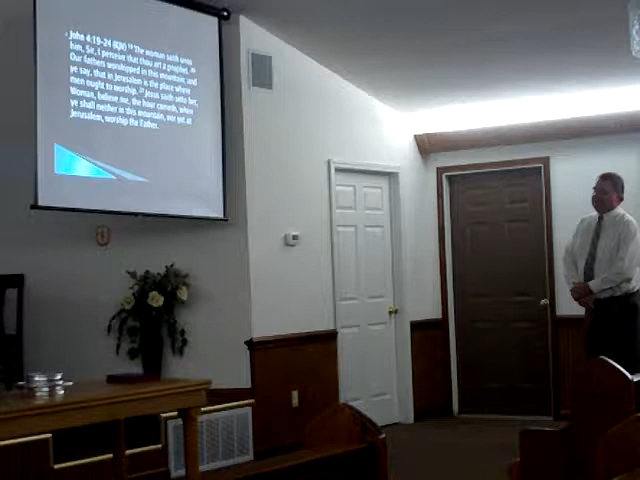 John 4:19-24 (KJV) 19 The woman saith unto
him, Sir, I perceive that thou art a prophet. 20
Our fathers worshipped in this mountain; and
ye say, that in Jerusalem is the place where
men ought to worship. 21 Jesus saith unto her,
Woman, believe me, the hour cometh, when
ye shall neither in this mountain, nor yet at
Jerusalem, worship the Father.